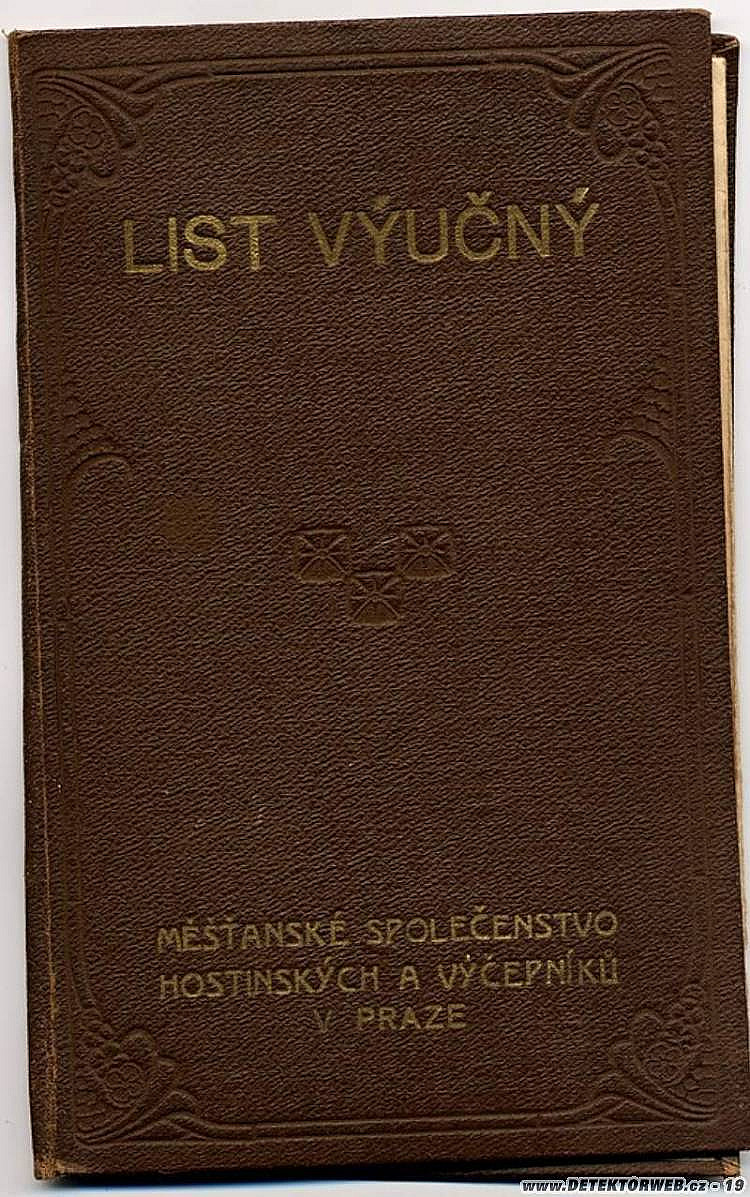 LIST VÝUČNÝ
MĚŠŤANSKÉ SPOLEČENSTVO
HOSTINSKÝCH A VÝČEPNÍKŮ
V PRAZE
www.DETEKTORWEB.cz - 19